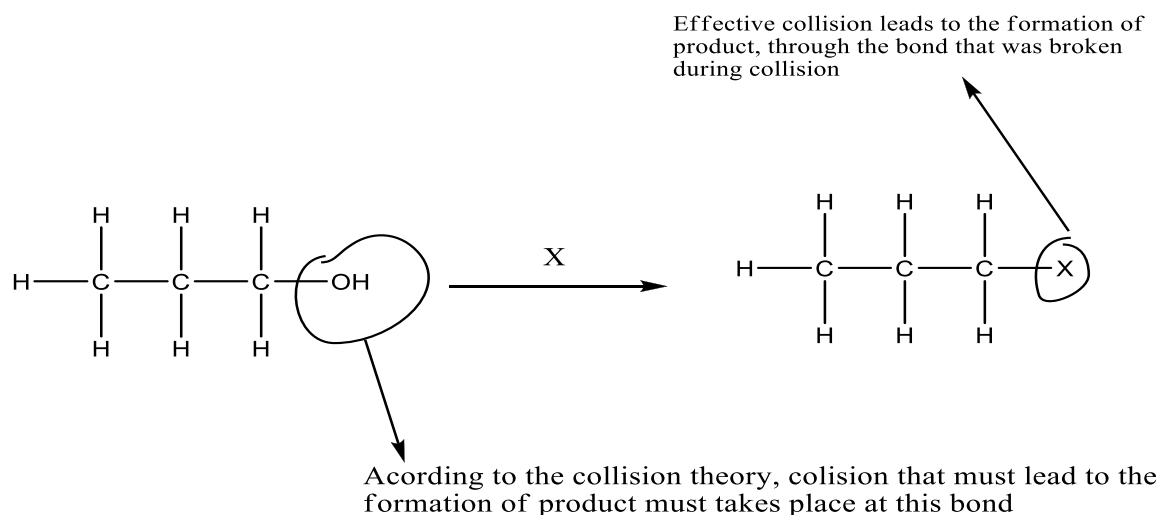 Effective collision leads to the formation of
product, through the bond that was broken
during collision
H H H
H C C C OH
H H H
X
H H H
H C C C X
H H H
Acording to the collision theory, colision that must lead to the
formation of product must takes place at this bond